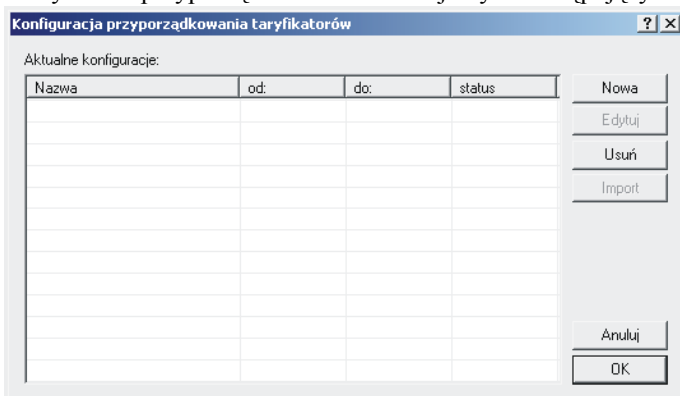 Konfiguracja przyporządkowania taryfikatorów
Aktualne konfiguracje:
Nazwa od: do: status
Nowa
Edytuj
Usuń
Import
Anuluj
OK